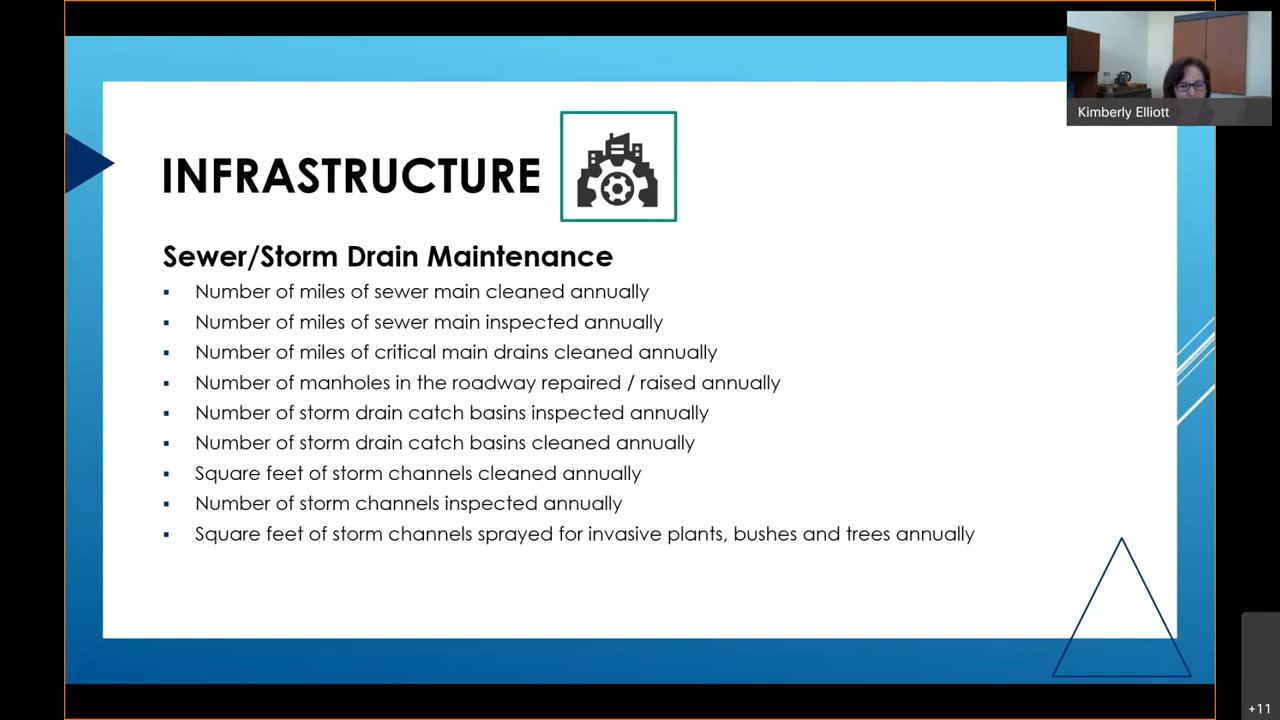 Kimberly Elliott
INFRASTRUCTURE
Sewer/Storm Drain Maintenance
▪ Number of miles of sewer main cleaned annually
▪ Number of miles of sewer main inspected annually
▪ Number of miles of critical main drains cleaned annually
▪ Number of manholes in the roadway repaired / raised annually
▪ Number of storm drain catch basins inspected annually
▪ Number of storm drain catch basins cleaned annually
▪ Square feet of storm channels cleaned annually
▪ Number of storm channels inspected annually
▪ Square feet of storm channels sprayed for invasive plants, bushes and trees annually
+11